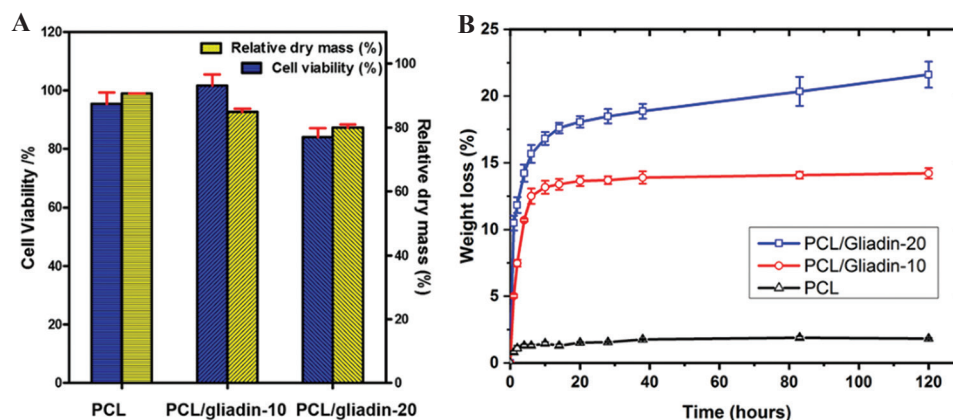 A
Relative dry mass (%)
Cell viability (%)
Cell Viability /%
120
100
80
60
40
20
0
100
80
60
40
20
0
Relative dry mass (%)
PCL
PCL/gliadin-10
PCL/gliadin-20
B
Weight loss (%)
25
20
15
10
5
0
PCL/Gliadin-20
PCL/Gliadin-10
PCL
0
20
40
60
80
100
120
Time (hours)